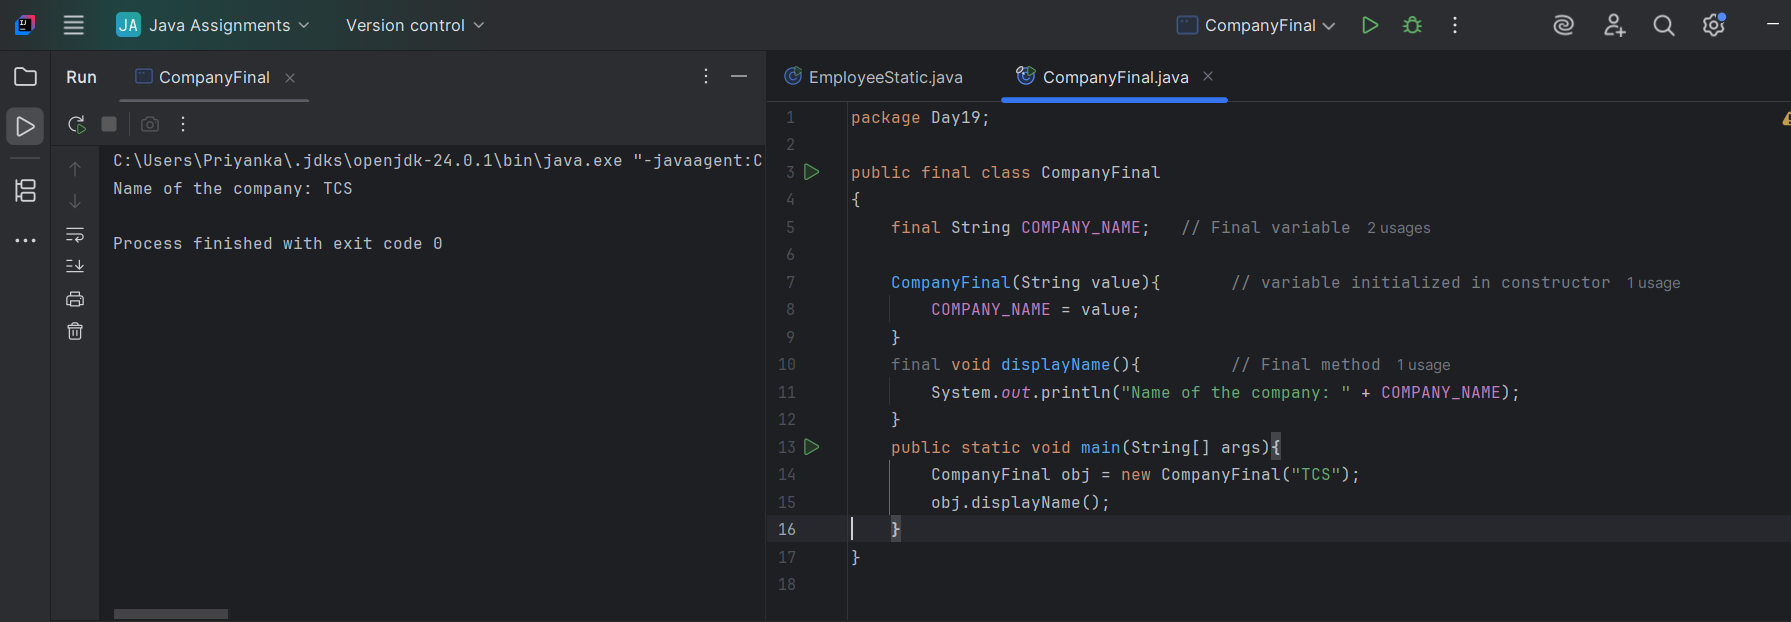 JA Java Assignments Version control CompanyFinal
Run CompanyFinal
C:\Users\Priyanka\.jdks\openjdk-24.0.1\bin\java.exe "-javaagent:C
Name of the company: TCS
Process finished with exit code 0
EmployeeStatic.java CompanyFinal.java
1 package Day19;
2
3 public final class CompanyFinal
4 {
5 final String COMPANY_NAME; // Final variable 2 usages
6
7 CompanyFinal(String value){ // variable initialized in constructor 1 usage
8 COMPANY_NAME = value;
9 }
10 final void displayName(){ // Final method 1 usage
11 System.out.println("Name of the company: " + COMPANY_NAME);
12 }
13 public static void main(String[] args){
14 CompanyFinal obj = new CompanyFinal("TCS");
15 obj.displayName();
16 }
17 }
18